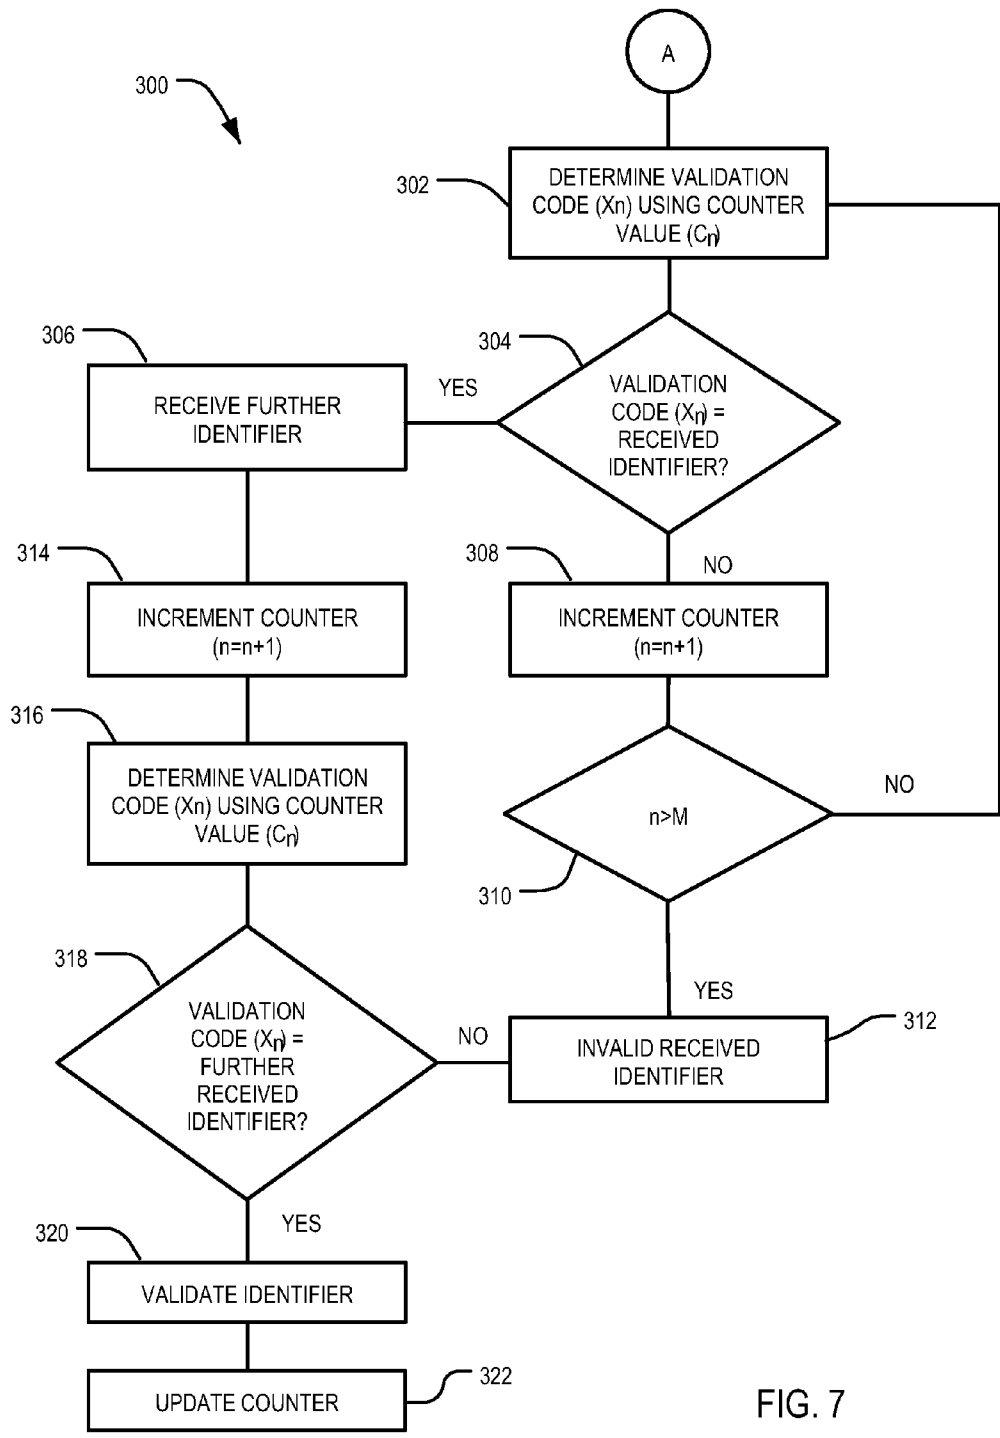 A
300
302
DETERMINE VALIDATION
CODE (Xn) USING COUNTER
VALUE (Cn)
304
VALIDATION
CODE (Xn) =
RECEIVED
IDENTIFIER?
YES
306
RECEIVE FURTHER
IDENTIFIER
NO
308
INCREMENT COUNTER
(n=n+1)
314
INCREMENT COUNTER
(n=n+1)
316
DETERMINE VALIDATION
CODE (Xn) USING COUNTER
VALUE (Cn)
n>M
NO
310
YES
312
INVALID RECEIVED
IDENTIFIER
318
VALIDATION
CODE (Xn) =
FURTHER
RECEIVED
IDENTIFIER?
NO
YES
320
VALIDATE IDENTIFIER
322
UPDATE COUNTER
FIG. 7